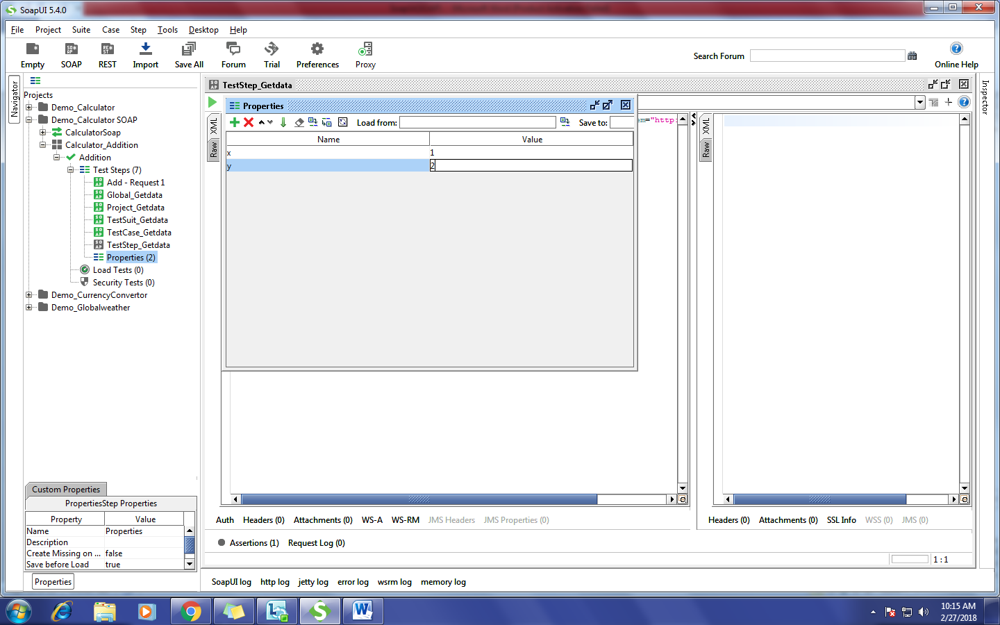 SoapUI 5.4.0
File Project Suite Case Step Tools Desktop Help
Empty SOAP REST Import Save All Forum Trial Preferences Proxy Search Forum Online Help
Navigator
Projects
Demo_Calculator
Demo_Calculator SOAP
CalculatorSoap
Calculator_Addition
Addition
Test Steps (7)
Add - Request 1
Global_Getdata
Project_Getdata
TestSuit_Getdata
TestCase_Getdata
TestStep_Getdata
Properties (2)
Load Tests (0)
Security Tests (0)
Demo_CurrencyConvertor
Demo_Globalweather
Custom Properties
PropertiesStep Properties
Property Value
Name Properties
Description
Create Missing on ... false
Save before Load true
Properties
TestStep_Getdata
Properties
Load from: Save to:
Name Value
x 1
y 2
XML
Raw
em="http:
XML
Raw
Inspector
Auth Headers (0) Attachments (0) WS-A WS-RM JMS Headers JMS Properties (0)
Headers (0) Attachments (0) SSL Info WSS (0) JMS (0)
Assertions (1) Request Log (0)
1 : 1
SoapUI log http log jetty log error log wsrm log memory log
10:15 AM
2/27/2018